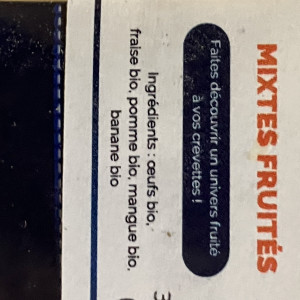 MIXTES FRUITÉS
Faites découvrir un univers fruité
à vos crevettes !
Ingrédients : œufs bio,
fraise bio, pomme bio, mangue bio,
banane bio